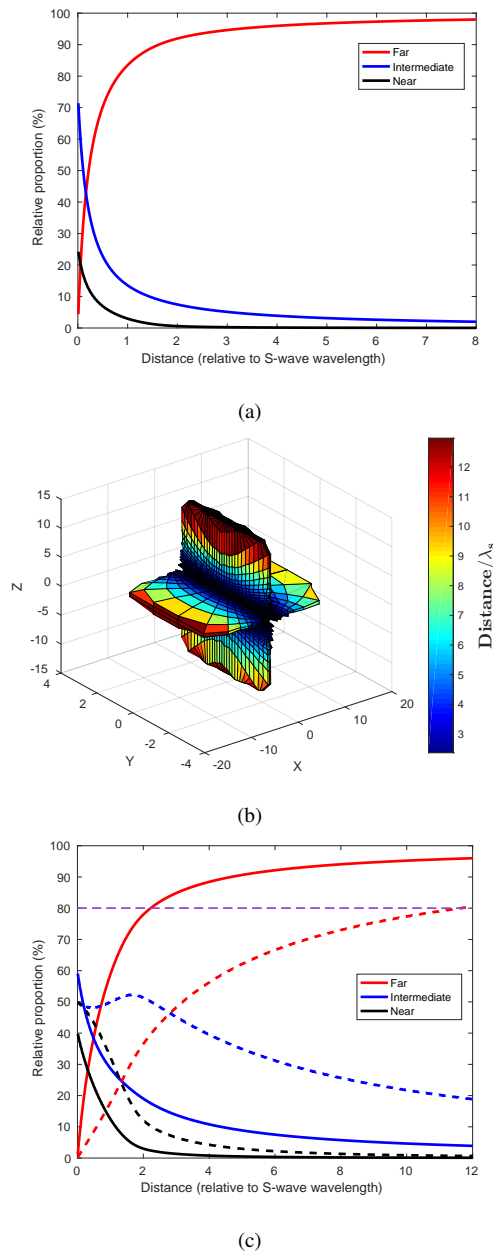 100
90
80
70
60
50
40
30
20
10
0
Relative proportion (%)
Far
Intermediate
Near
0 1 2 3 4 5 6 7 8
Distance (relative to S-wave wavelength)
(a)
15
10
5
0
-5
-10
-15
Z
4
2
0
-2
-4
Y
-20
-10
0
10
20
X
12
11
10
9
8
7
6
5
4
3
Distance/λs
(b)
100
90
80
70
60
50
40
30
20
10
0
Relative proportion (%)
Far
Intermediate
Near
0 2 4 6 8 10 12
Distance (relative to S-wave wavelength)
(c)